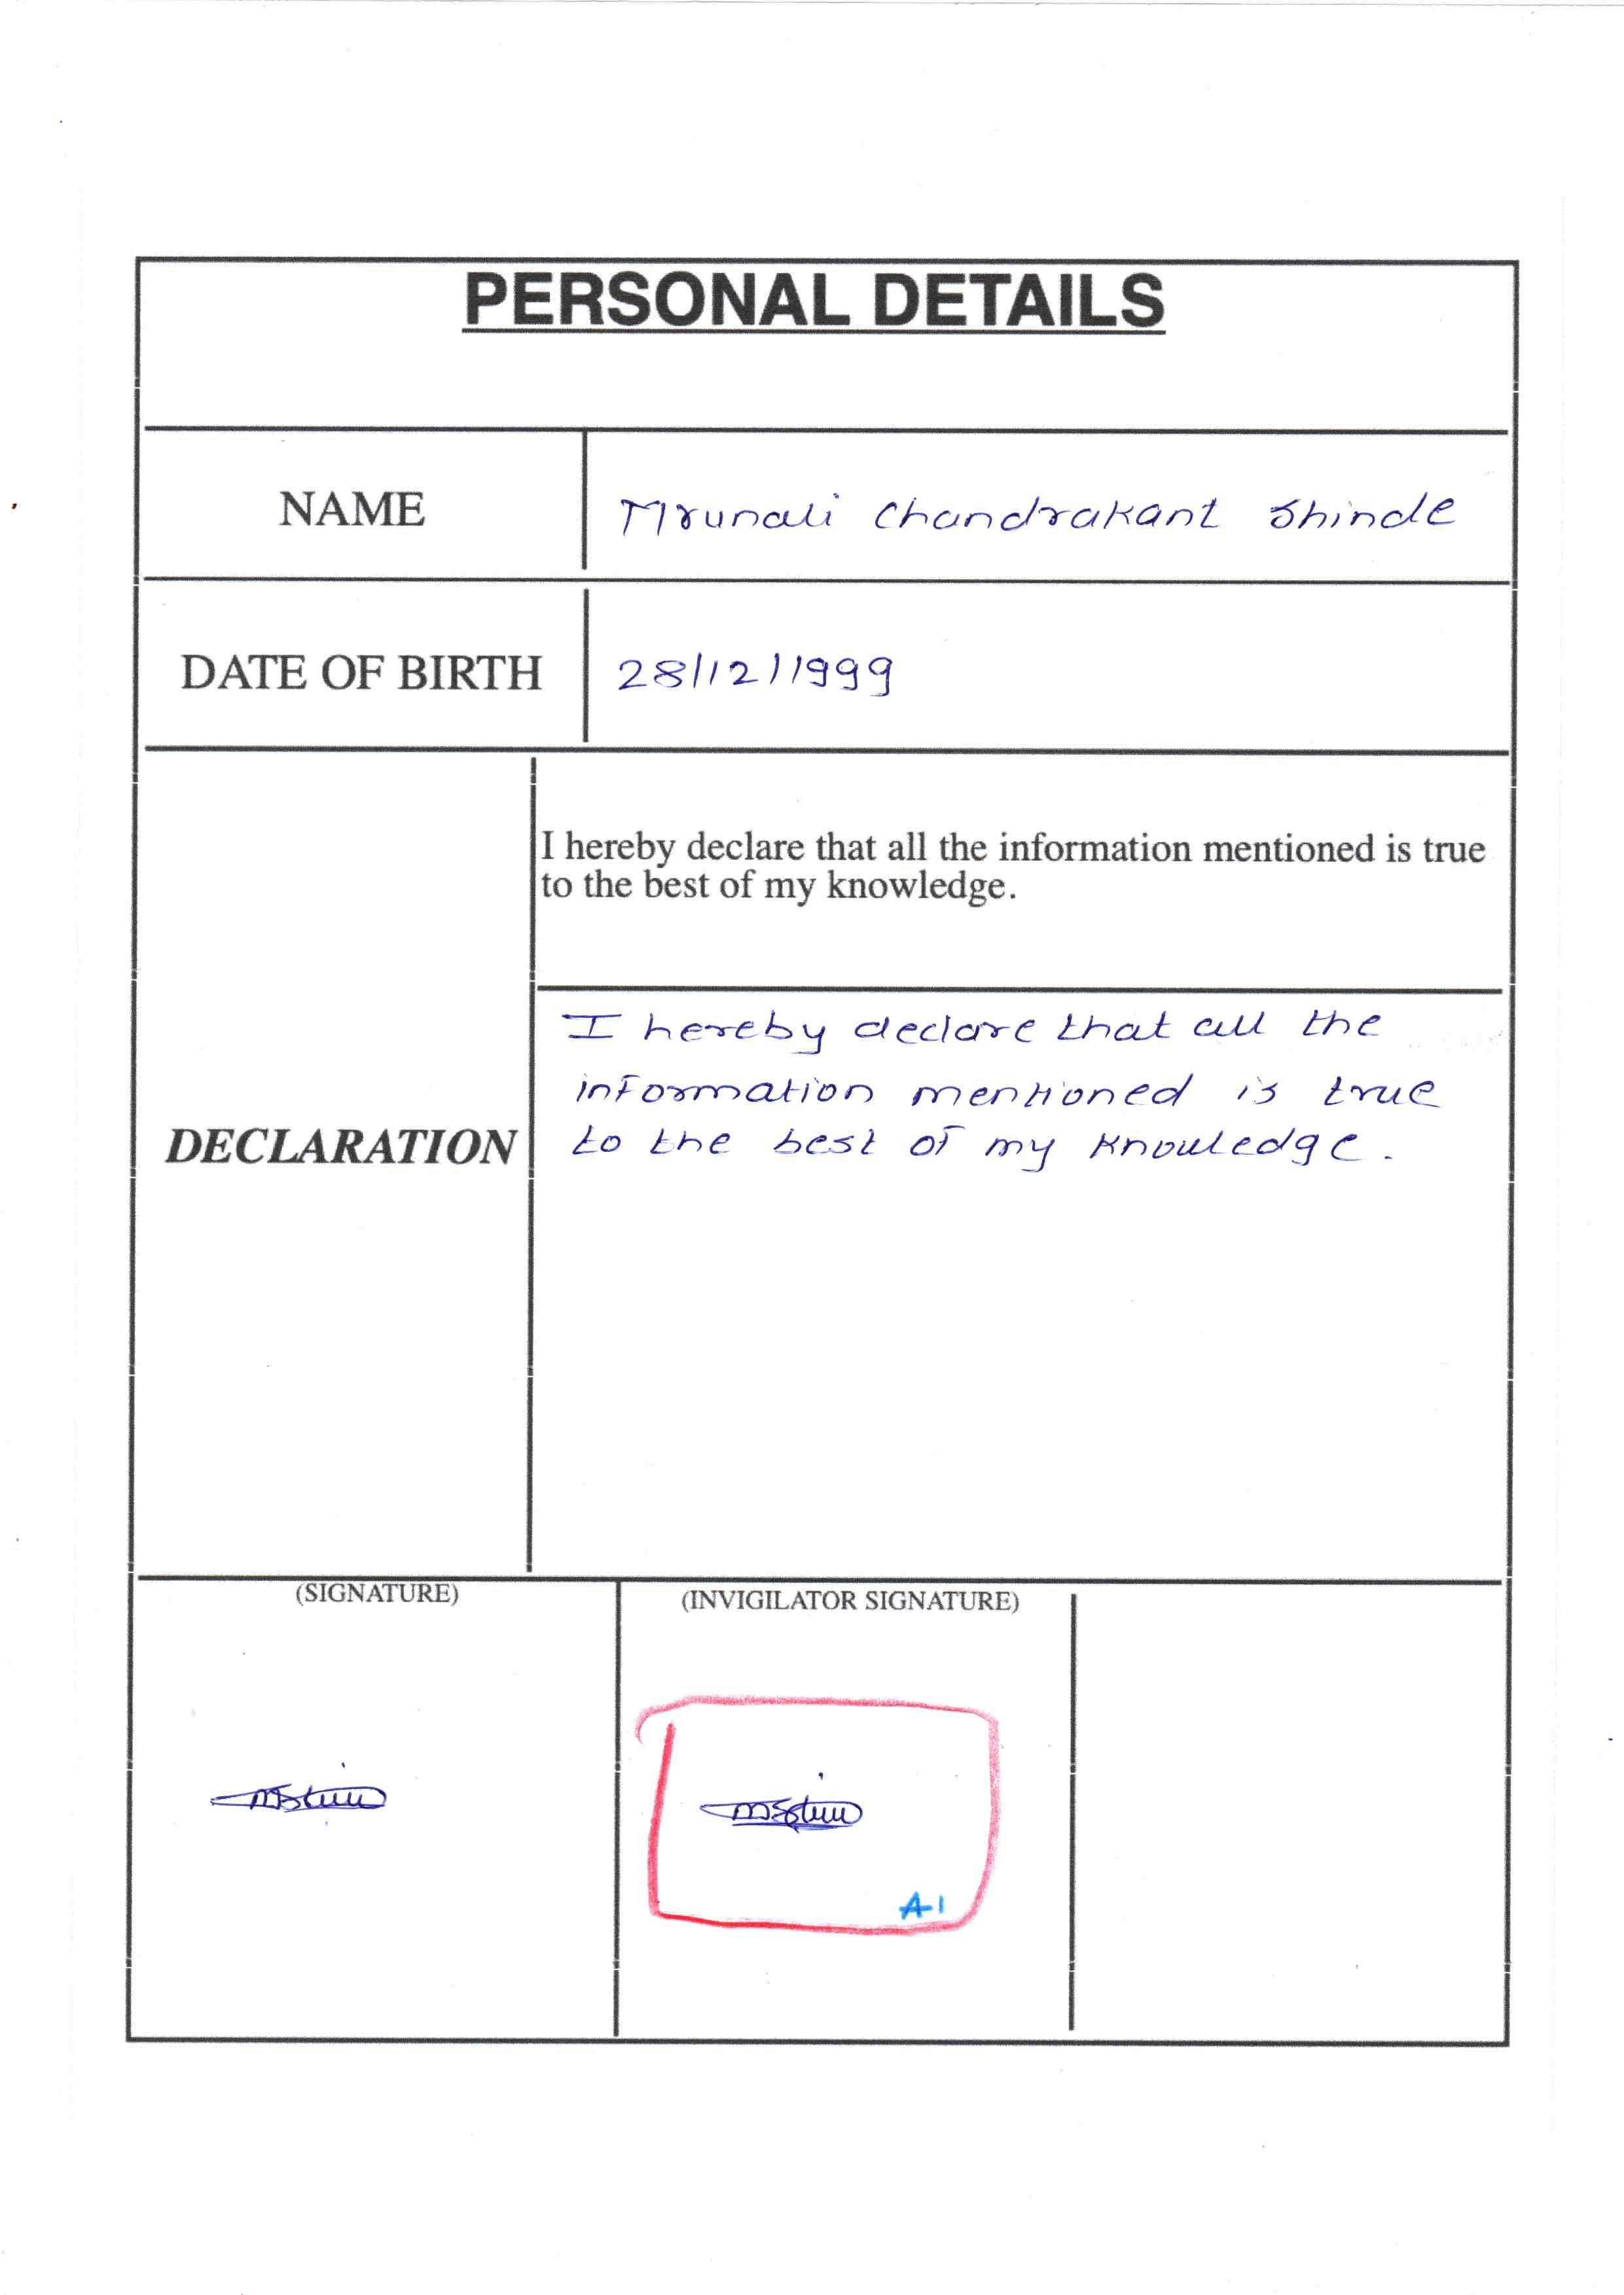 PERSONAL DETAILS
NAME
Mrunali Chandrakant Shinde
DATE OF BIRTH
28/12/1999
I hereby declare that all the information mentioned is true
to the best of my knowledge.
DECLARATION
I hereby declare that all the
information mentioned is true
to the best of my knowledge.
(SIGNATURE)
(INVIGILATOR SIGNATURE)
A-1